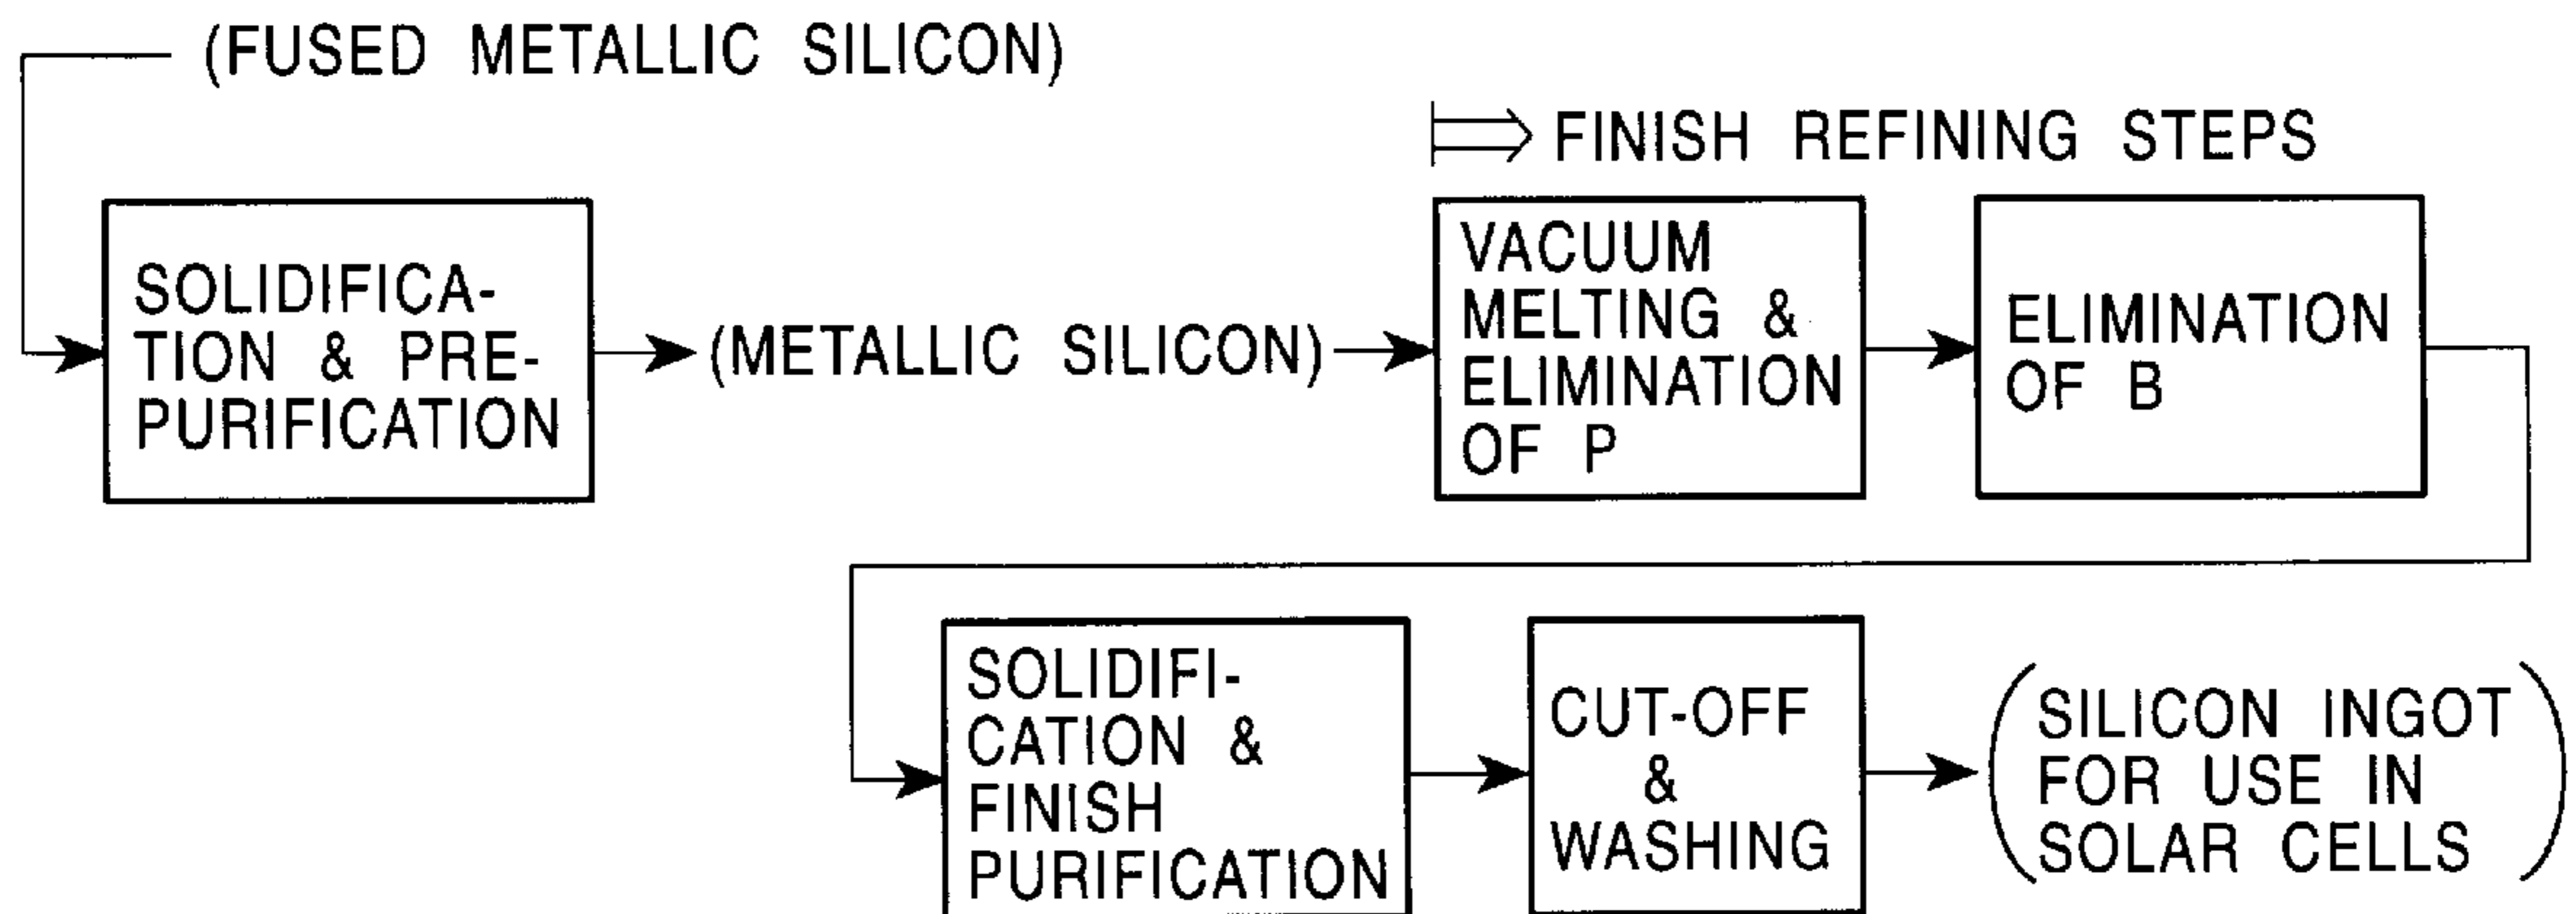 (FUSED METALLIC SILICON)
FINISH REFINING STEPS
SOLIDIFICA-
TION & PRE-
PURIFICATION
(METALLIC SILICON)
VACUUM
MELTING &
ELIMINATION
OF P
ELIMINATION
OF B
SOLIDIFI-
CATION &
FINISH
PURIFICATION
CUT-OFF
&
WASHING
(SILICON INGOT
FOR USE IN
SOLAR CELLS)